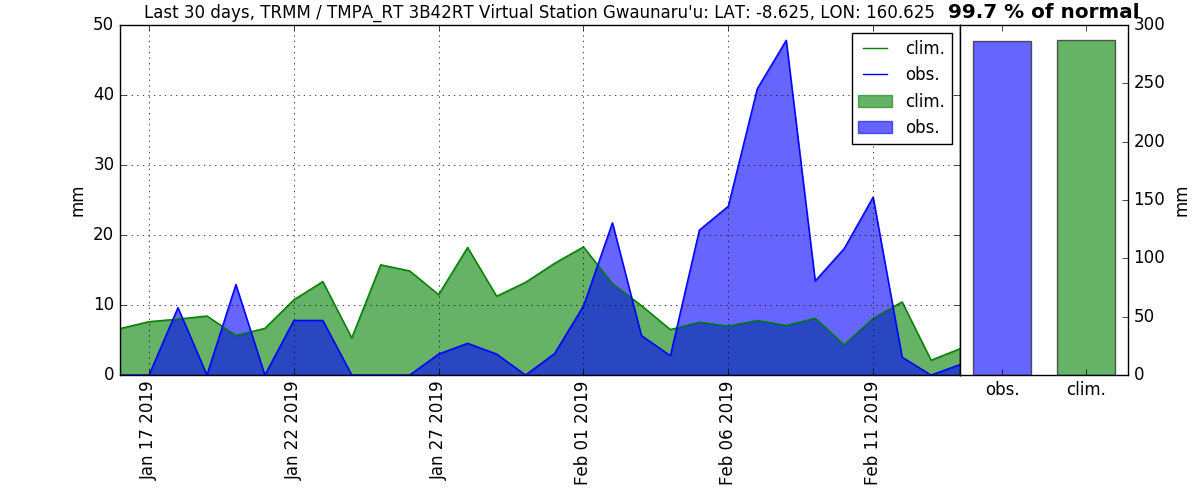 Last 30 days, TRMM / TMPA_RT 3B42RT Virtual Station Gwaunaru'u: LAT: -8.625, LON: 160.625
99.7 % of normal
50
40
30
20
10
0
mm
clim.
obs.
clim.
obs.
Jan 17 2019
Jan 22 2019
Jan 27 2019
Feb 01 2019
Feb 06 2019
Feb 11 2019
300
250
200
150
100
50
0
mm
obs.
clim.